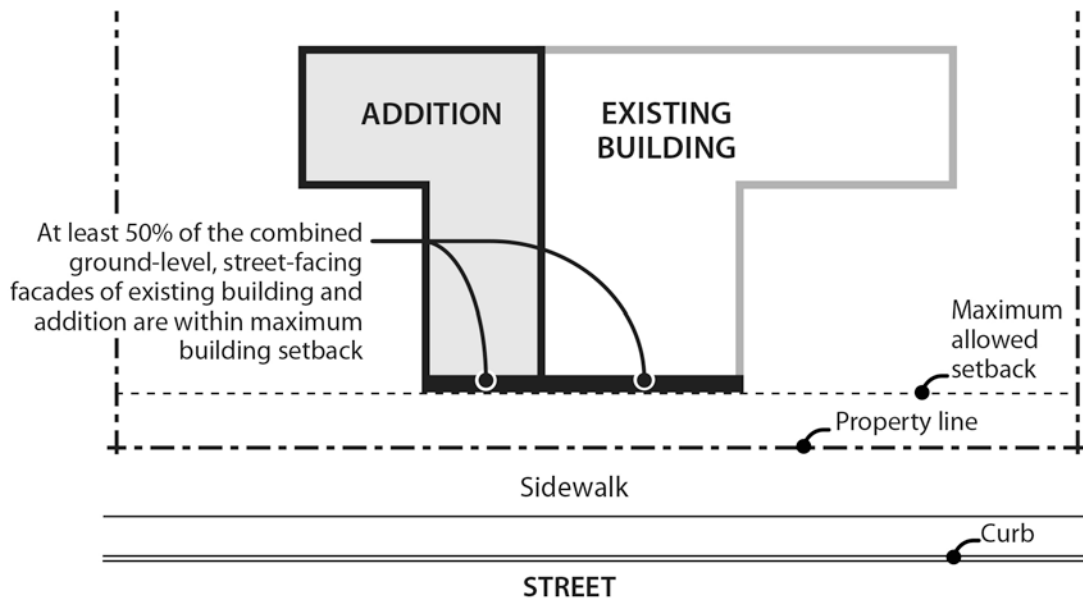 ADDITION
EXISTING
BUILDING
At least 50% of the combined
ground-level, street-facing
facades of existing building and
addition are within maximum
building setback
Maximum
allowed
setback
Property line
Sidewalk
Curb
STREET